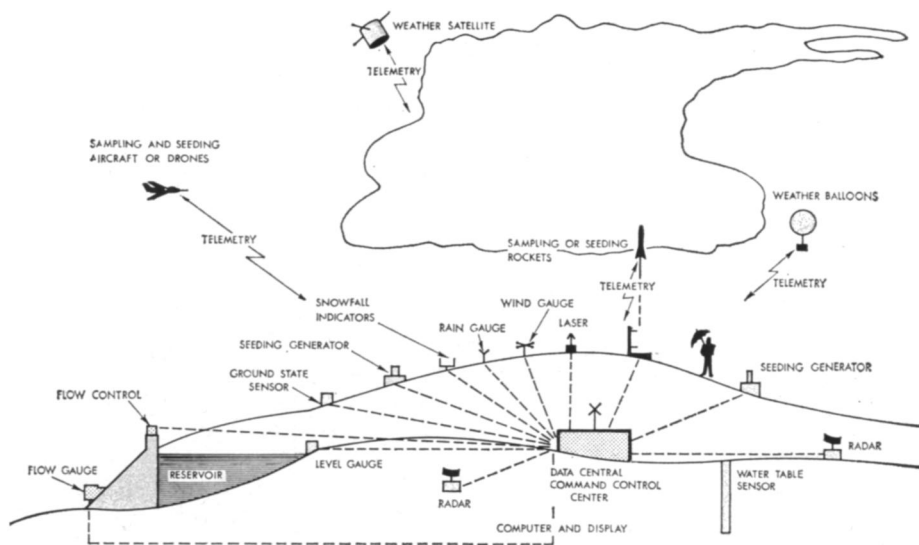 WEATHER SATELLITE
TELEMETRY
SAMPLING AND SEEDING
AIRCRAFT OR DRONES
TELEMETRY
WEATHER BALLOONS
SAMPLING OR SEEDING
ROCKETS
TELEMETRY
TELEMETRY
SNOWFALL
INDICATORS
WIND GAUGE
RAIN GAUGE
LASER
SEEDING GENERATOR
GROUND STATE
SENSOR
SEEDING GENERATOR
FLOW CONTROL
FLOW GAUGE
RESERVOIR
LEVEL GAUGE
RADAR
DATA CENTRAL
COMMAND CONTROL
CENTER
WATER TABLE
SENSOR
RADAR
COMPUTER AND DISPLAY